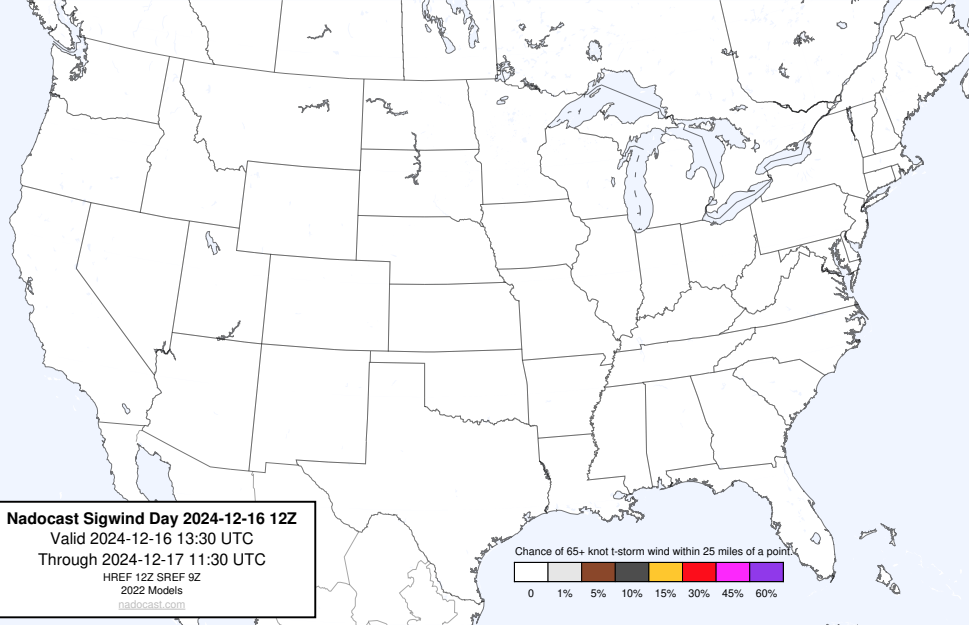 Nadocast Sigwind Day 2024-12-16 12Z
Valid 2024-12-16 13:30 UTC
Through 2024-12-17 11:30 UTC
HREF 12Z SREF 9Z
2022 Models
nadocast.com
Chance of 65+ knot t-storm wind within 25 miles of a point.
0 1% 5% 10% 15% 30% 45% 60%